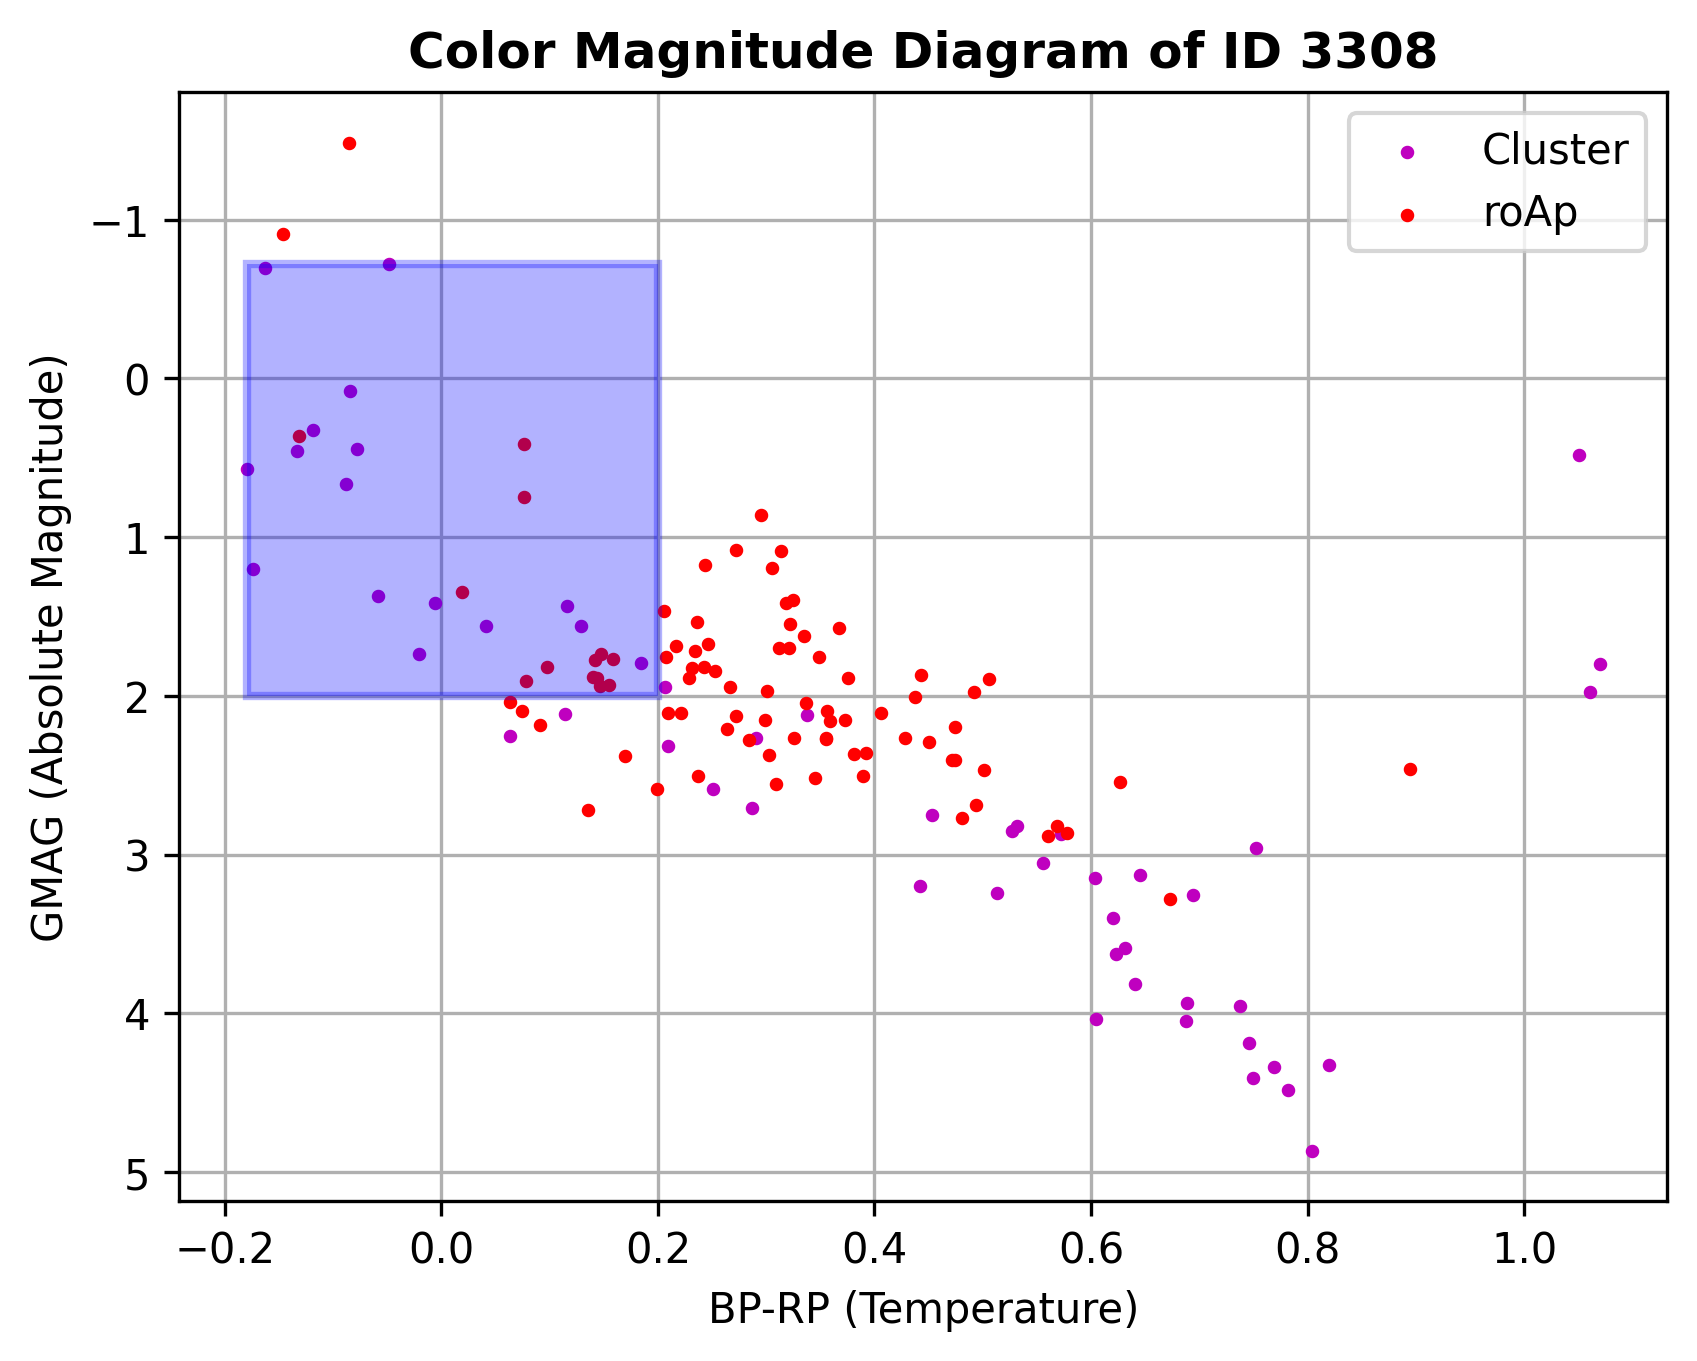 Color Magnitude Diagram of ID 3308
Cluster
roAp
GMAG (Absolute Magnitude)
−1
0
1
2
3
4
5
−0.2 0.0 0.2 0.4 0.6 0.8 1.0
BP-RP (Temperature)